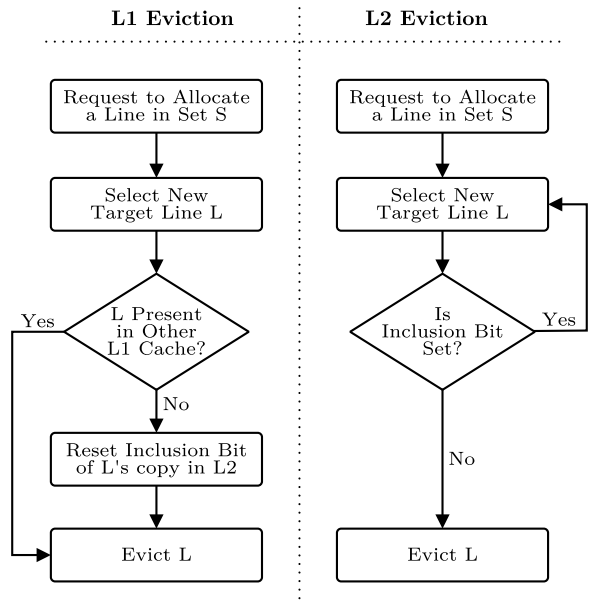 L1 Eviction
Request to Allocate
a Line in Set S
Select New
Target Line L
L Present
in Other
L1 Cache?
Yes
No
Reset Inclusion Bit
of L's copy in L2
Evict L
L2 Eviction
Request to Allocate
a Line in Set S
Select New
Target Line L
Is
Inclusion Bit
Set?
Yes
No
Evict L